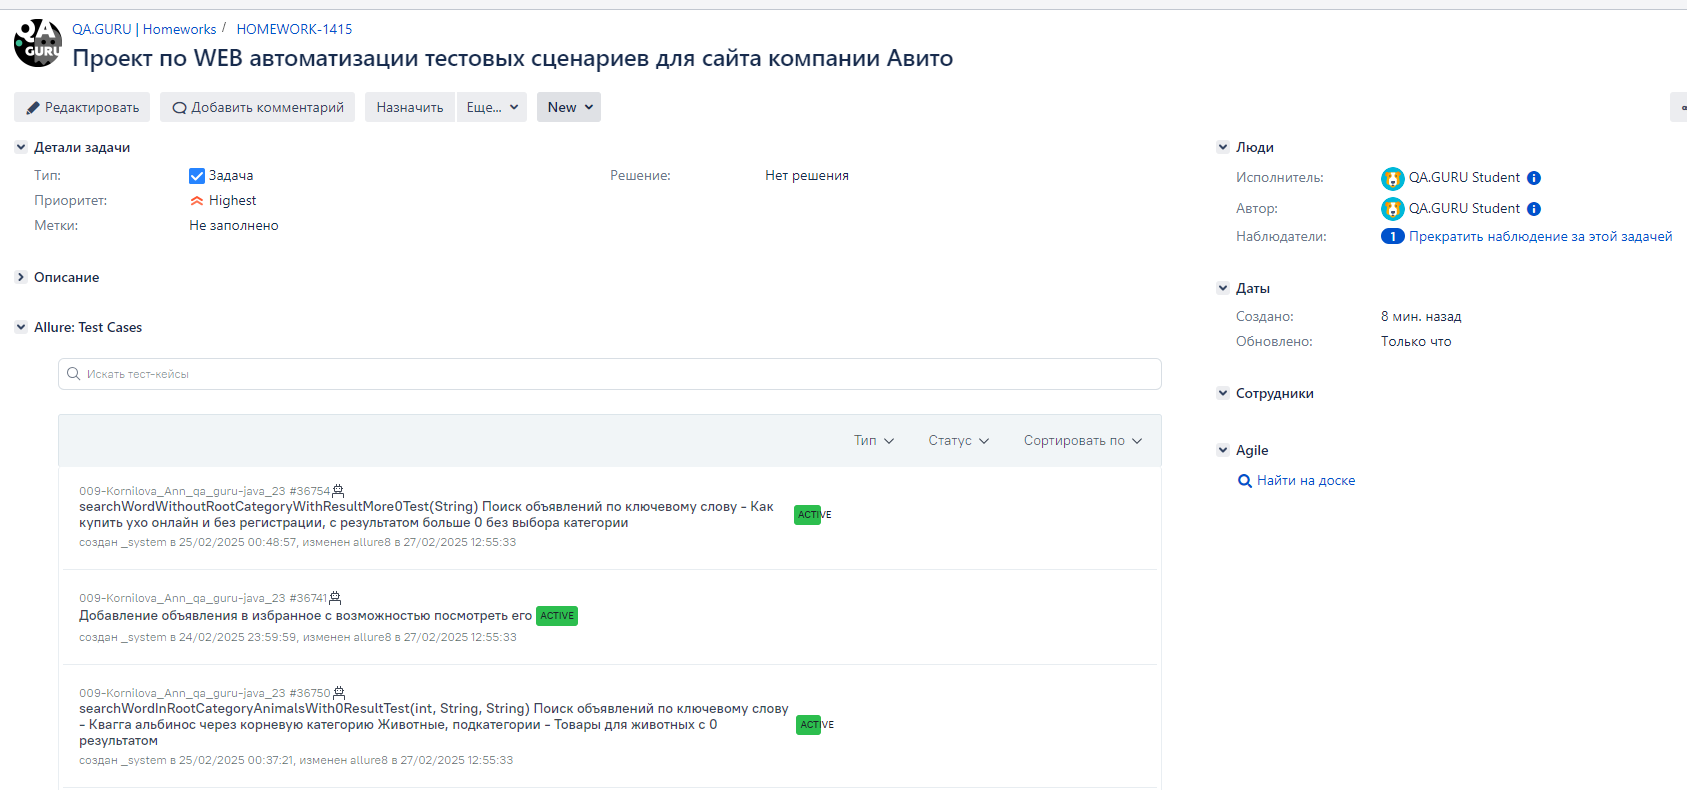 QA
GURU
QA.GURU | Homeworks / HOMEWORK-1415
Проект по WEB автоматизации тестовых сценариев для сайта компании Авито
Редактировать
Добавить комментарий
Назначить
Еще...
New
Детали задачи
Тип: Задача
Решение: Нет решения
Приоритет: Highest
Метки: Не заполнено
Описание
Allure: Test Cases
Искать тест-кейсы
Тип
Статус
Сортировать по
009-Kornilova_Ann_qa_guru-java_23 #36754
searchWordWithoutRootCategoryWithResultMore0Test(String) Поиск объявлений по ключевому слову - Как
купить ухо онлайн и без регистрации, с результатом больше 0 без выбора категории
ACTIVE
создан _system в 25/02/2025 00:48:57, изменен allure8 в 27/02/2025 12:55:33
009-Kornilova_Ann_qa_guru-java_23 #36741
Добавление объявления в избранное с возможностью посмотреть его ACTIVE
создан _system в 24/02/2025 23:59:59, изменен allure8 в 27/02/2025 12:55:33
009-Kornilova_Ann_qa_guru-java_23 #36750
searchWordInRootCategoryAnimalsWith0ResultTest(int, String, String) Поиск объявлений по ключевому слову
- Квагга альбинос через корневую категорию Животные, подкатегории - Товары для животных с 0
результатом
ACTIVE
создан _system в 25/02/2025 00:37:21, изменен allure8 в 27/02/2025 12:55:33
Люди
Исполнитель: QA.GURU Student
Автор: QA.GURU Student
Наблюдатели: 1 Прекратить наблюдение за этой задачей
Даты
Создано: 8 мин. назад
Обновлено: Только что
Сотрудники
Agile
Найти на доске